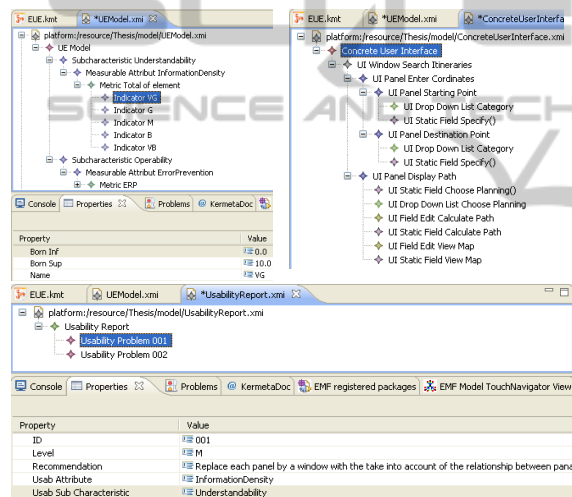 EUE.kmt
*UEModel.xmi
platform:/resource/Thesis/model/UEModel.xmi
UE Model
Subcharacteristic Understandability
Measurable Attribut InformationDensity
Metric Total of element
Indicator VG
Indicator G
Indicator M
Indicator B
Indicator VB
Subcharacteristic Operability
Measurable Attribut ErrorPrevention
Metric ERP
Console
Properties
Problems
KermetaDoc
Property Value
Born Inf 0.0
Born Sup 10.0
Name VG
EUE.kmt
*UEModel.xmi
*ConcreteUserInterfa
platform:/resource/Thesis/model/ConcreteUserInterface.xmi
Concrete User Interface
UI Window Search Itineraries
UI Panel Enter Cordinates
UI Panel Starting Point
UI Drop Down List Category
UI Static Field Specify()
UI Panel Destination Point
UI Drop Down List Category
UI Static Field Specify()
UI Panel Display Path
UI Static Field Choose Planning()
UI Drop Down List Choose Planning
UI Field Edit Calculate Path
UI Static Field Calculate Path
UI Field Edit View Map
UI Static Field View Map
SCIENCE AND TECH
EUE.kmt
UEModel.xmi
*UsabilityReport.xmi
platform:/resource/Thesis/model/UsabilityReport.xmi
Usability Report
Usability Problem 001
Usability Problem 002
Console
Properties
Problems
KermetaDoc
EMF registered packages
EMF Model TouchNavigator View
Property Value
ID 001
Level M
Recommendation Replace each panel by a window with the take into account of the relationship between pana
Usab Attribute InformationDensity
Usab Sub Characteristic Understandability